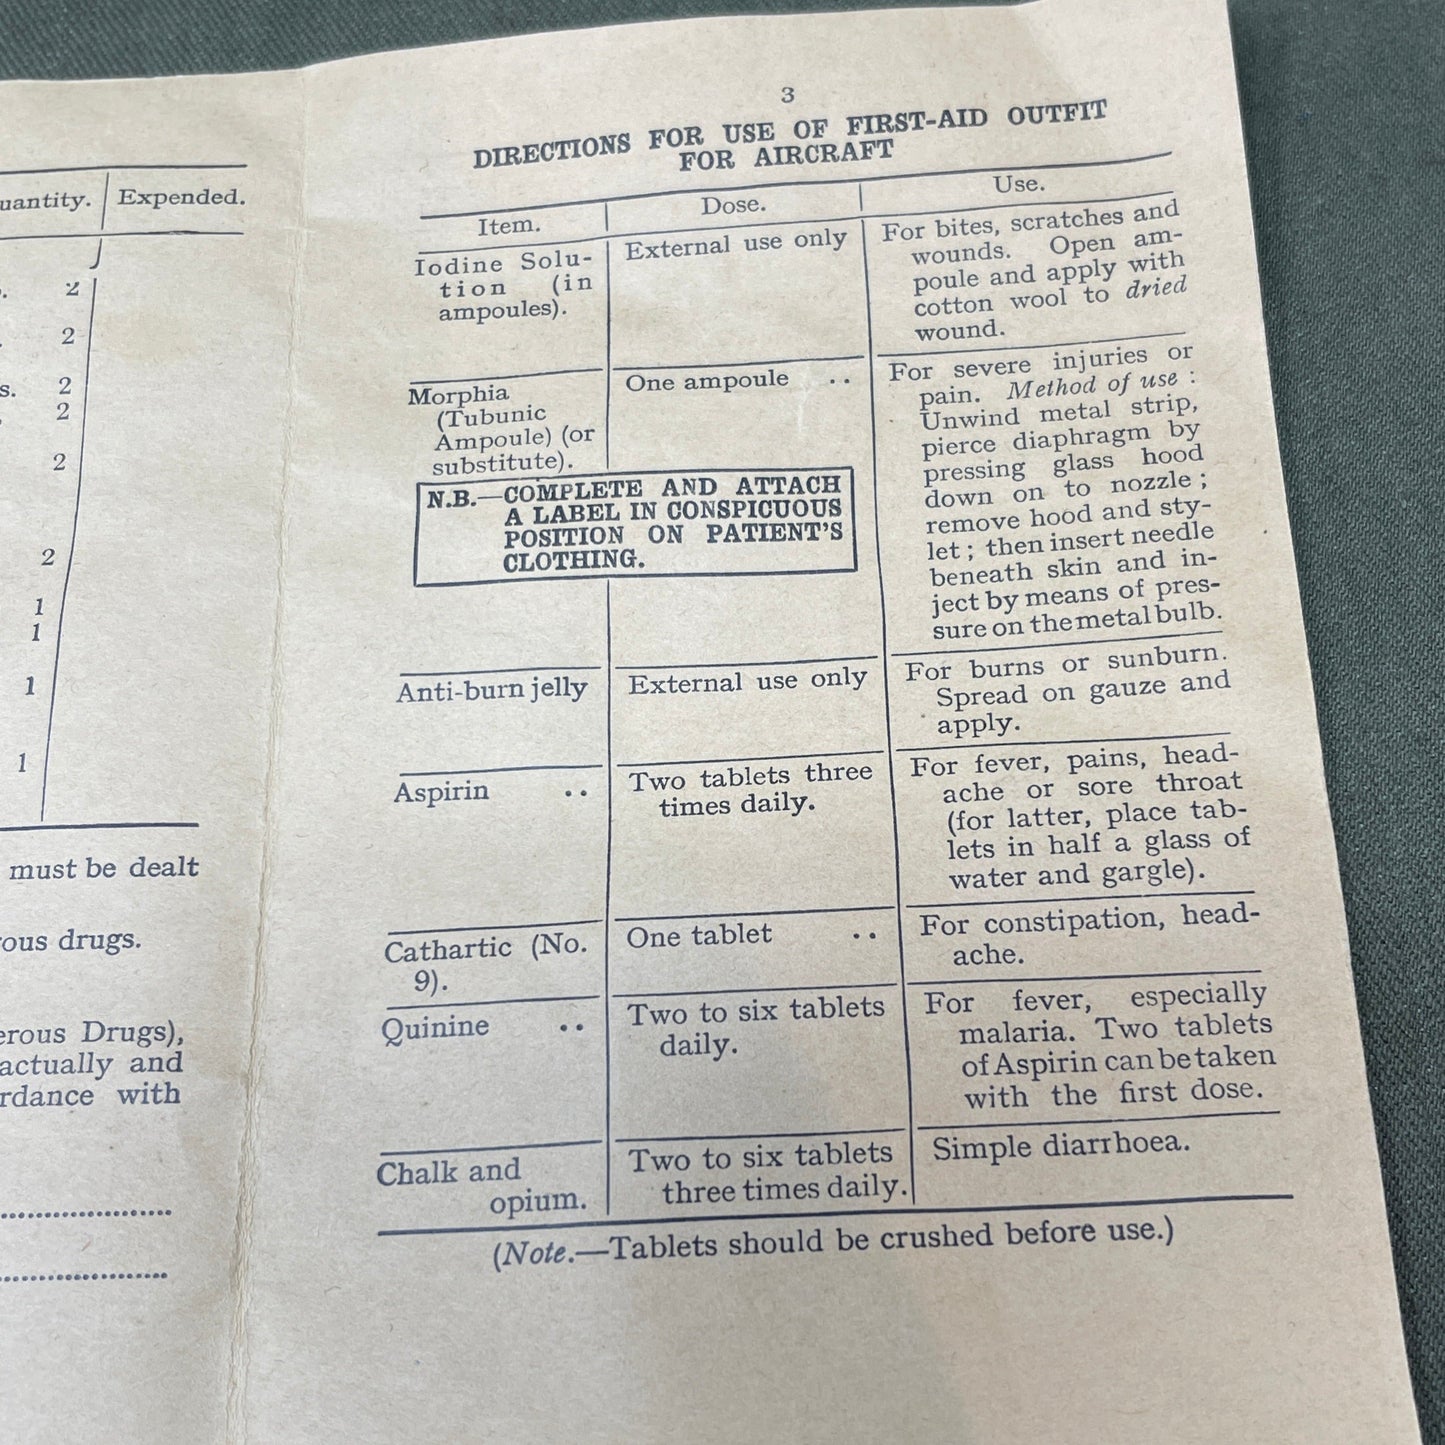 uantity. Expended.
2
2
s. 2
2
2
2
1
1
1
1
must be dealt
ous drugs.
erous Drugs),
actually and
rdance with
3
DIRECTIONS FOR USE OF FIRST-AID OUTFIT
FOR AIRCRAFT
Item. Dose. Use.
Iodine Solu-
tion (in
ampoules).
External use only
For bites, scratches and
wounds. Open am-
poule and apply with
cotton wool to dried
wound.
Morphia
(Tubunic
Ampoule) (or
substitute).
One ampoule ..
For severe injuries or
pain. Method of use :
Unwind metal strip,
pierce diaphragm by
pressing glass hood
down on to nozzle ;
remove hood and sty-
let ; then insert needle
beneath skin and in-
ject by means of pres-
sure on the metal bulb.
N.B.—COMPLETE AND ATTACH
A LABEL IN CONSPICUOUS
POSITION ON PATIENT'S
CLOTHING.
Anti-burn jelly
External use only
For burns or sunburn.
Spread on gauze and
apply.
Aspirin ..
Two tablets three
times daily.
For fever, pains, head-
ache or sore throat
(for latter, place tab-
lets in half a glass of
water and gargle).
Cathartic (No.
9).
One tablet ..
For constipation, head-
ache.
Quinine ..
Two to six tablets
daily.
For fever, especially
malaria. Two tablets
of Aspirin can be taken
with the first dose.
Chalk and
opium.
Two to six tablets
three times daily.
Simple diarrhoea.
(Note.—Tablets should be crushed before use.)